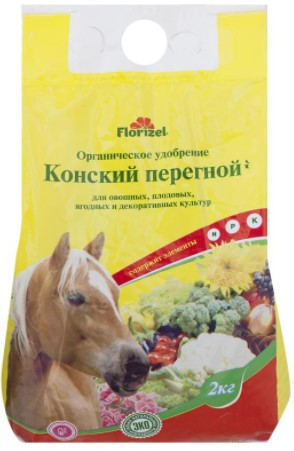 Florizel
Органическое удобрение
Конский перегной
для овощных, плодовых,
ягодных и декоративных культур
содержит элементы
N P K
2кг
ЭКО